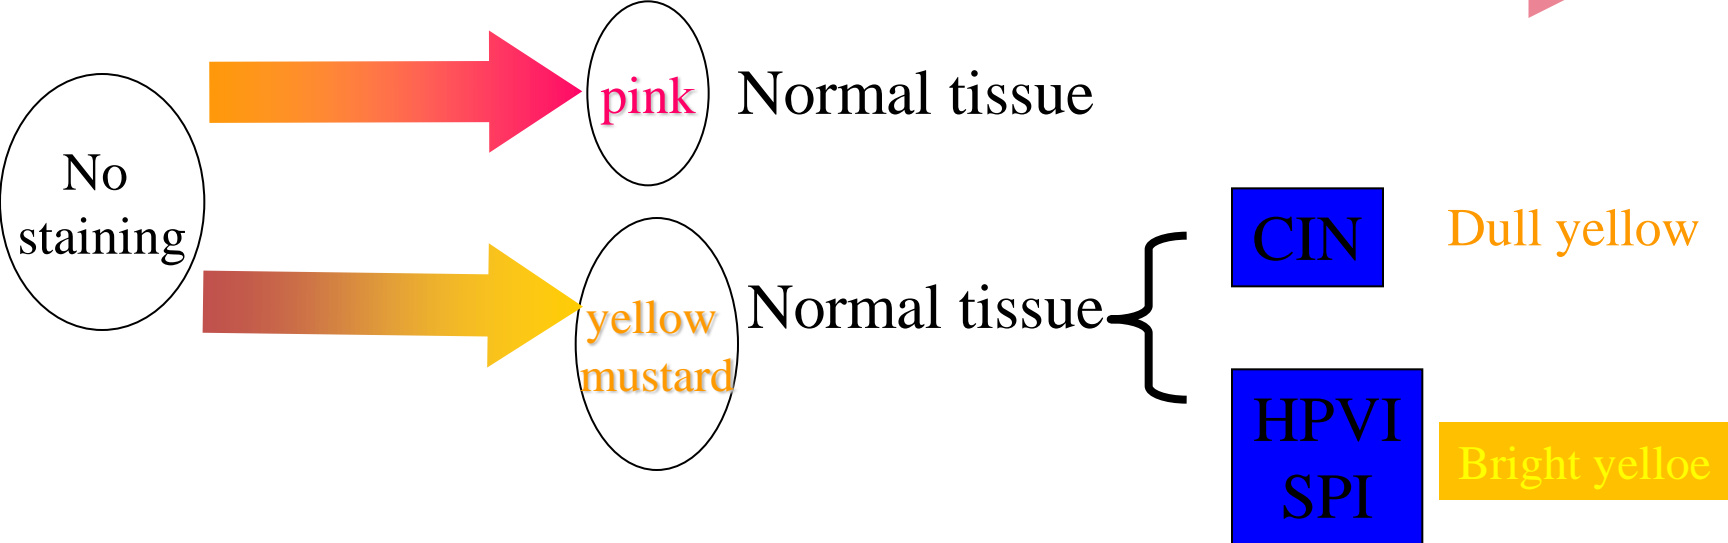 pink
Normal tissue
No
staining
CIN
Dull yellow
yellow
mustard
Normal tissue
HPVI
SPI
Bright yelloe